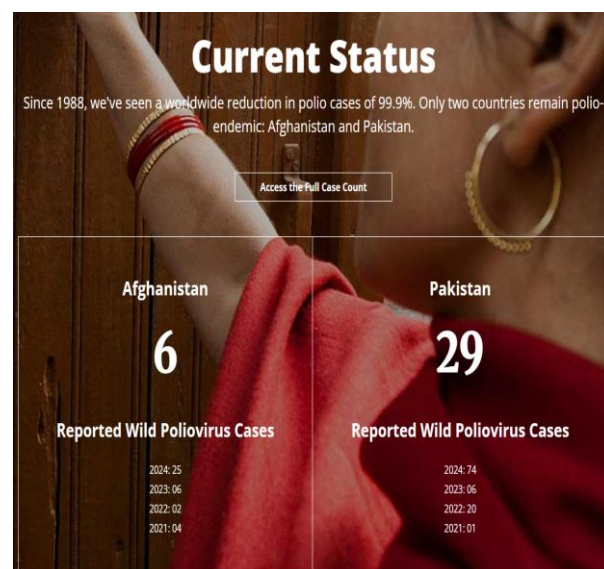 Current Status
Since 1988, we've seen a worldwide reduction in polio cases of 99.9%. Only two countries remain polio-
endemic: Afghanistan and Pakistan.
Access the Full Case Count
Afghanistan
6
Reported Wild Poliovirus Cases
2024: 25
2023: 06
2022: 02
2021: 04
Pakistan
29
Reported Wild Poliovirus Cases
2024: 74
2023: 06
2022: 20
2021: 01